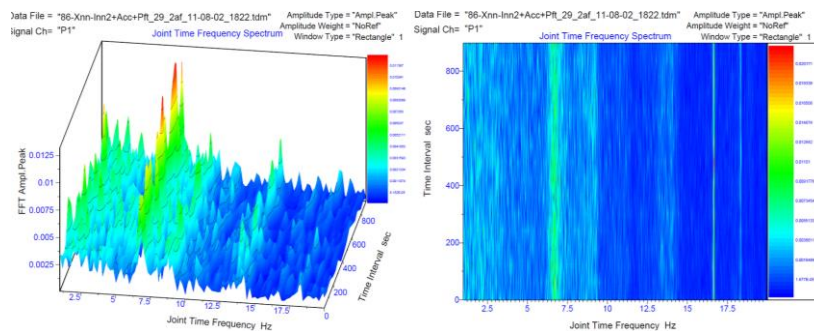 Data File = "86-Xnn-Inn2+Acc+Pft_29_2af_11-08-02_1822.tdm"
Signal Ch= "P1"
Amplitude Type ="Ampl.Peak"
Amplitude Weight ="NoRef"
Window Type ="Rectangle" 1
Joint Time Frequency Spectrum
FFT Ampl.Peak
0.0125
0.01
0.0075
0.005
0.0025
2.5
5
7.5
10
12.5
15
17.5
0
200
400
600
800
Joint Time Frequency Hz
Time Interval sec
Data File = "86-Xnn-Inn2+Acc+Pft_29_2af_11-08-02_1822.tdm"
Signal Ch= "P1"
Amplitude Type ="Ampl.Peak"
Amplitude Weight ="NoRef"
Window Type ="Rectangle" 1
Joint Time Frequency Spectrum
Time Interval sec
800
600
400
200
0
2.5
5
7.5
10
12.5
15
17.5
Joint Time Frequency Hz